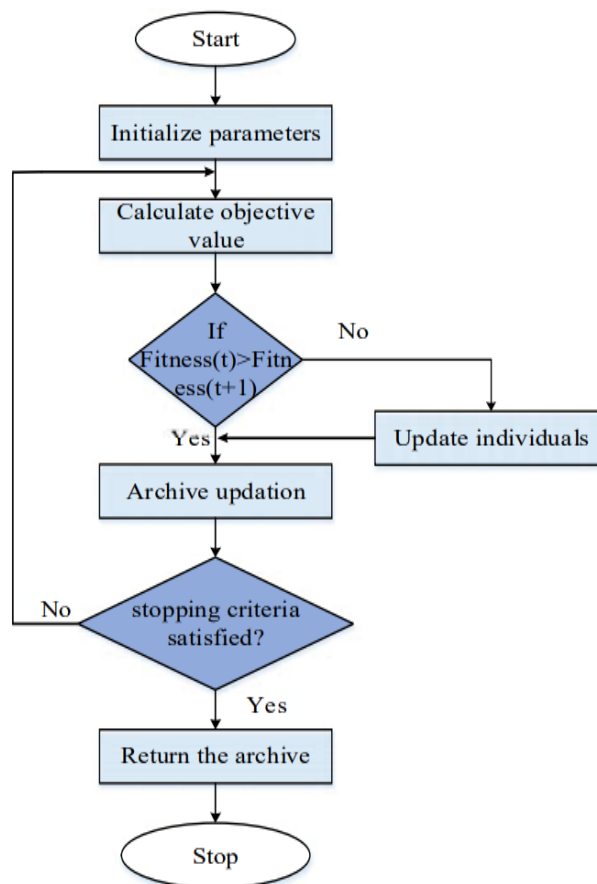 Start
Initialize parameters
Calculate objective
value
If
Fitness(t)>Fitn
ess(t+1)
No
Yes
Update individuals
Archive updation
No
stopping criteria
satisfied?
Yes
Return the archive
Stop